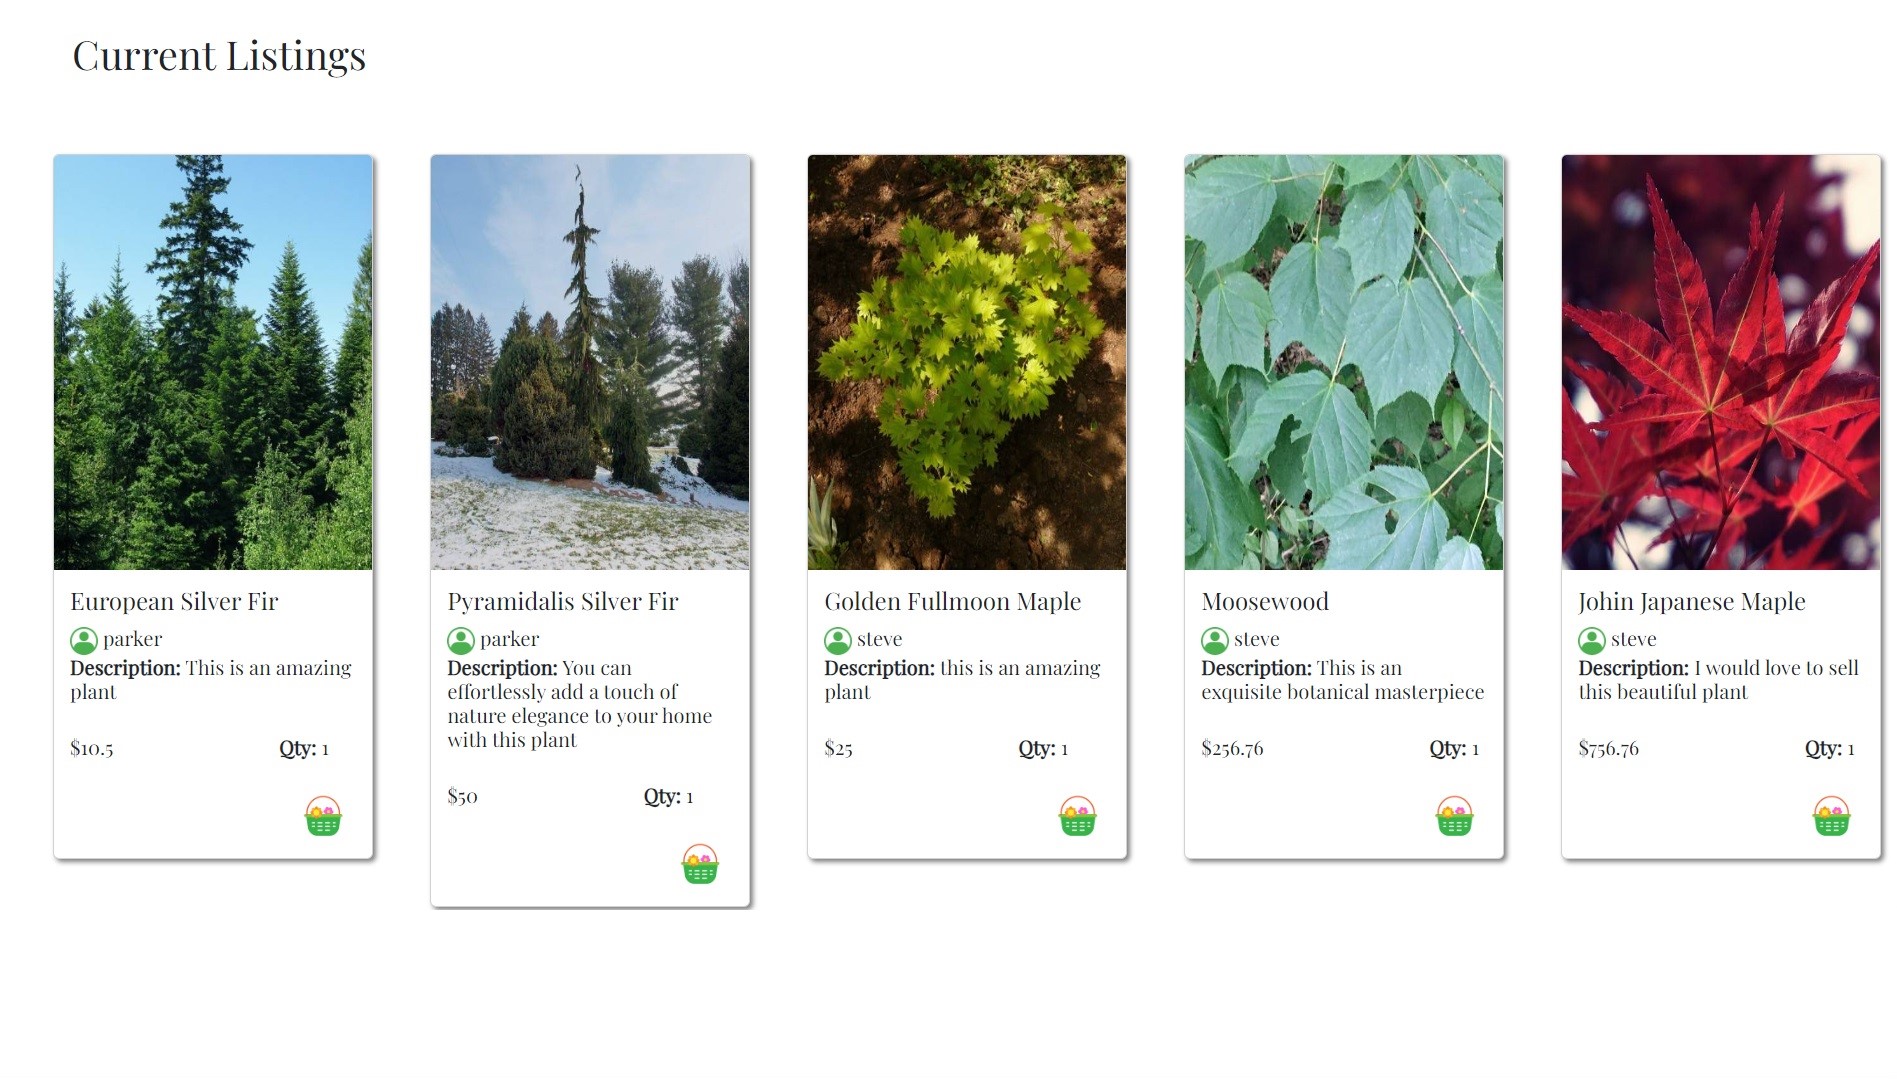 Current Listings
European Silver Fir
parker
Description: This is an amazing
plant
$10.5 Qty: 1
Pyramidalis Silver Fir
parker
Description: You can
effortlessly add a touch of
nature elegance to your home
with this plant
$50 Qty: 1
Golden Fullmoon Maple
steve
Description: this is an amazing
plant
$25 Qty: 1
Moosewood
steve
Description: This is an
exquisite botanical masterpiece
$256.76 Qty: 1
Johin Japanese Maple
steve
Description: I would love to sell
this beautiful plant
$756.76 Qty: 1